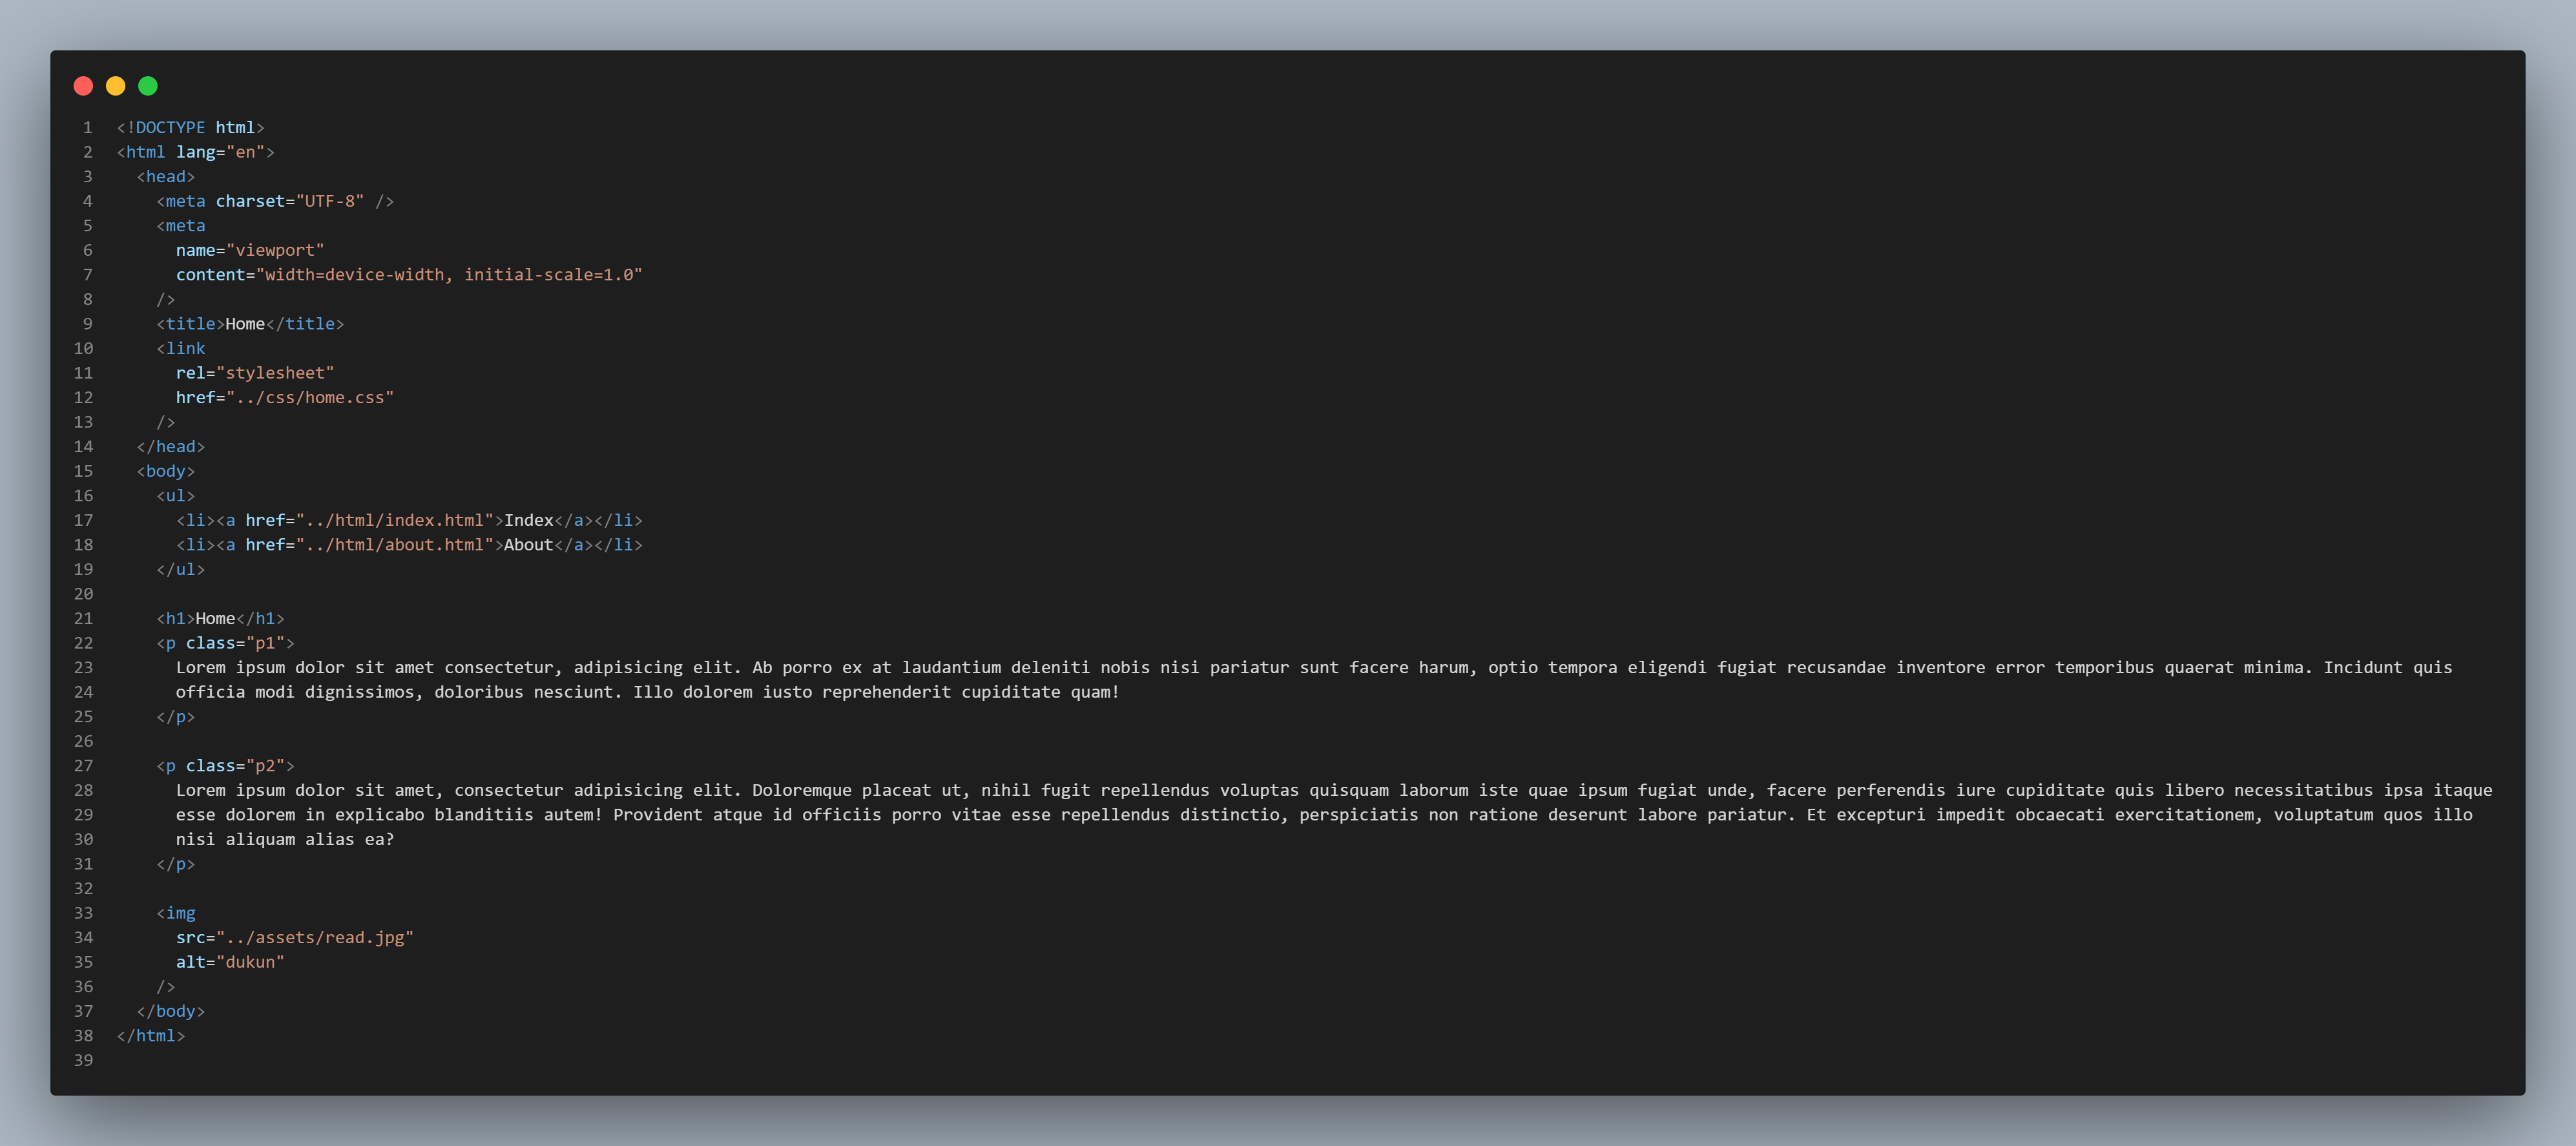 1 <!DOCTYPE html>
2 <html lang="en">
3   <head>
4     <meta charset="UTF-8" />
5     <meta
6       name="viewport"
7       content="width=device-width, initial-scale=1.0"
8     />
9     <title>Home</title>
10     <link
11       rel="stylesheet"
12       href="../css/home.css"
13     />
14   </head>
15   <body>
16     <ul>
17       <li><a href="../html/index.html">Index</a></li>
18       <li><a href="../html/about.html">About</a></li>
19     </ul>
20
21     <h1>Home</h1>
22     <p class="p1">
23       Lorem ipsum dolor sit amet consectetur, adipisicing elit. Ab porro ex at laudantium deleniti nobis nisi pariatur sunt facere harum, optio tempora eligendi fugiat recusandae inventore error temporibus quaerat minima. Incidunt quis
24       officia modi dignissimos, doloribus nesciunt. Illo dolorem iusto reprehenderit cupiditate quam!
25     </p>
26
27     <p class="p2">
28       Lorem ipsum dolor sit amet, consectetur adipisicing elit. Doloremque placeat ut, nihil fugit repellendus voluptas quisquam laborum iste quae ipsum fugiat unde, facere perferendis iure cupiditate quis libero necessitatibus ipsa itaque
29       esse dolorem in explicabo blanditiis autem! Provident atque id officiis porro vitae esse repellendus distinctio, perspiciatis non ratione deserunt labore pariatur. Et excepturi impedit obcaecati exercitationem, voluptatum quos illo
30       nisi aliquam alias ea?
31     </p>
32
33     <img
34       src="../assets/read.jpg"
35       alt="dukun"
36     />
37   </body>
38 </html>
39